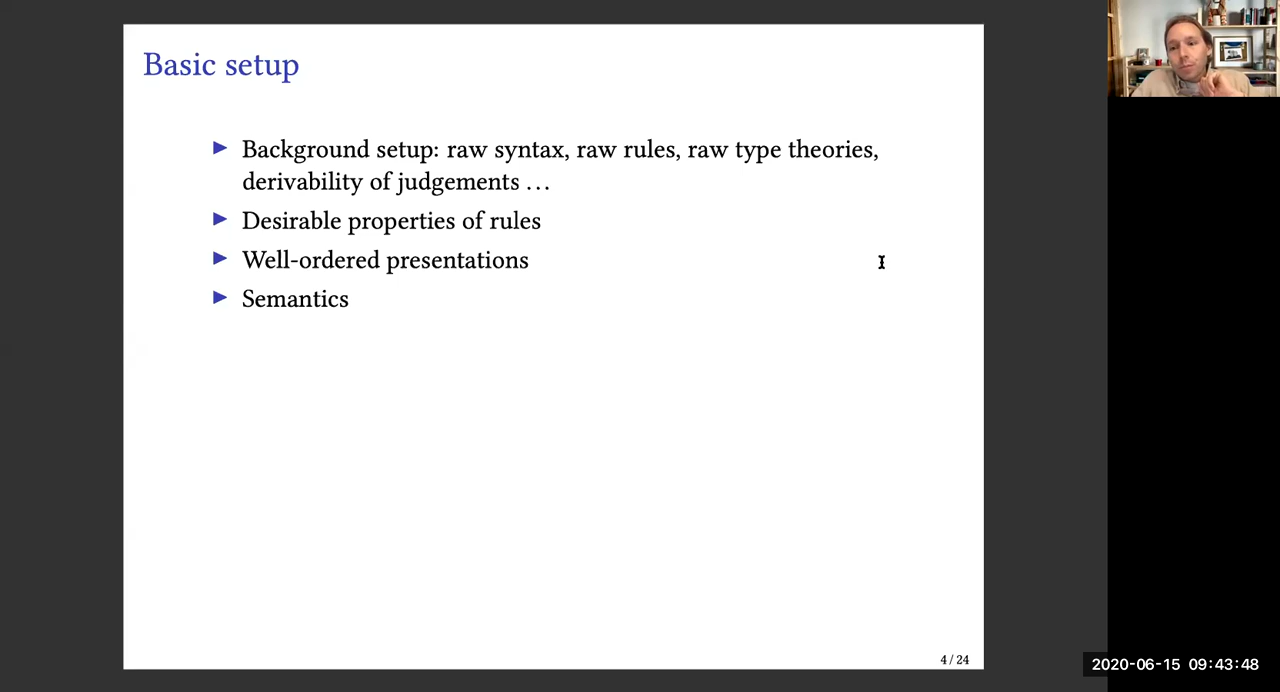 Basic setup
▶ Background setup: raw syntax, raw rules, raw type theories,
derivability of judgements …
▶ Desirable properties of rules
▶ Well-ordered presentations
▶ Semantics
4 / 24
2020-06-15 09:43:48